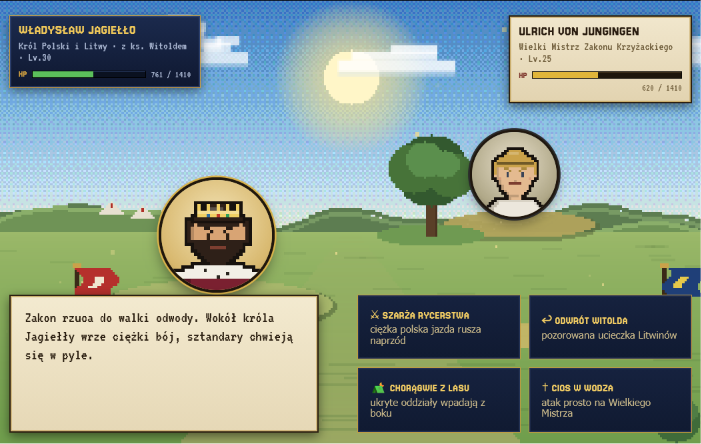 WŁADYSŁAW JAGIEŁŁO
Król Polski i Litwy · z ks. Witoldem
· Lv.30
HP 761 / 1410
ULRICH VON JUNGINGEN
Wielki Mistrz Zakonu Krzyżackiego
· Lv.25
HP
620 / 1410
Zakon rzuca do walki odwody. Wokół króla
Jagiełły wrze ciężki bój, sztandary chwieją
się w pyle.
⚔ SZARŻA RYCERSTWA
ciężka polska jazda rusza
naprzód
↩ ODWRÓT WITOLDA
pozorowana ucieczka Litwinów
CHORĄGWIE Z LASU
ukryte oddziały wpadają z
boku
† CIOS W WODZA
atak prosto na Wielkiego
Mistrza